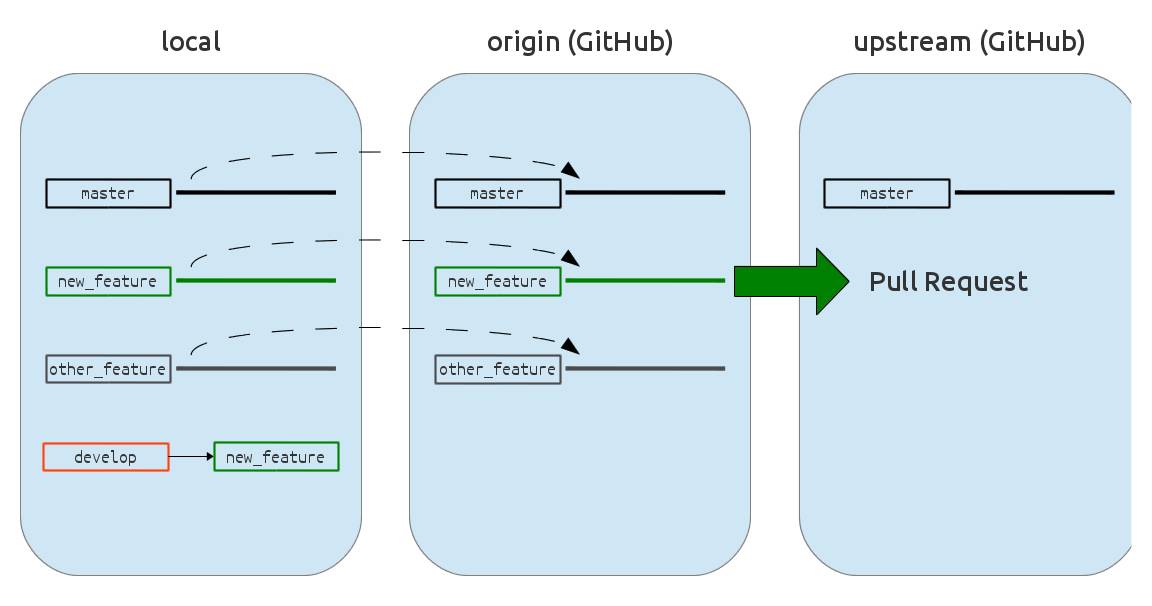 local
origin (GitHub)
upstream (GitHub)
master
master
master
new_feature
new_feature
Pull Request
other_feature
other_feature
develop
new_feature